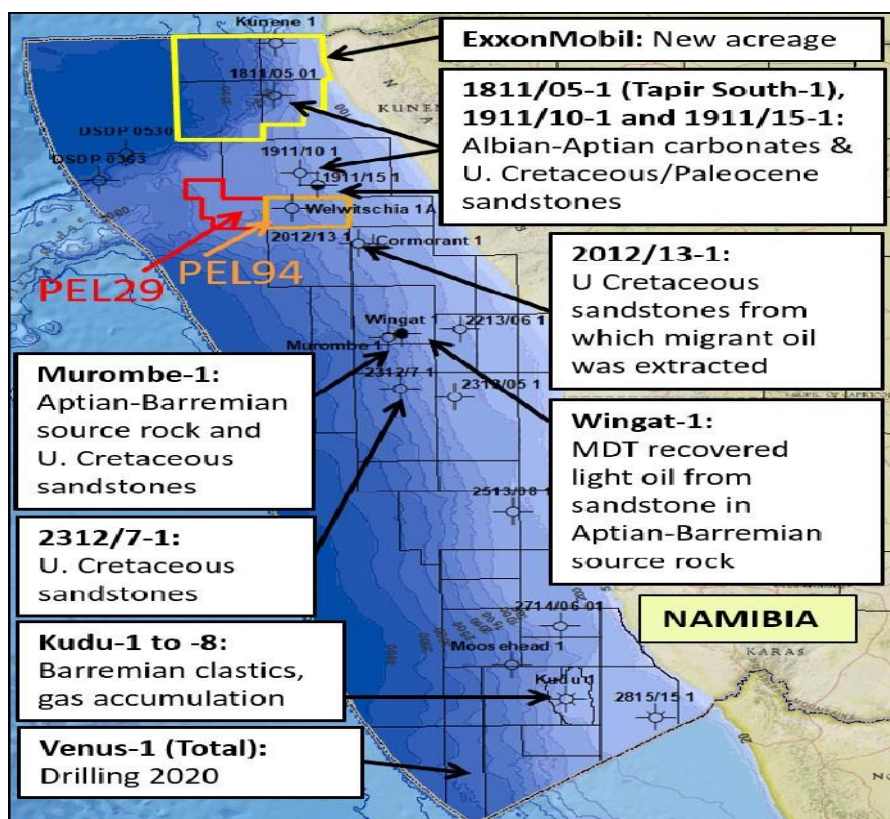 Kunene 1
ExxonMobil: New acreage
1811/05 01
KUNEN
1811/05-1 (Tapir South-1),
1911/10-1 and 1911/15-1:
Albian-Aptian carbonates &
U. Cretaceous/Paleocene
sandstones
DSDP 0530
DSDP 0363
1911/10 1
1911/15 1
Welwitschia 1A
2012/13 1
Cormorant 1
PEL29
PEL94
2012/13-1:
U Cretaceous
sandstones from
which migrant oil
was extracted
Wingat 1
2213/06 1
Murombe 1
2312/7 1
2313/05 1
Murombe-1:
Aptian-Barremian
source rock and
U. Cretaceous
sandstones
Wingat-1:
MDT recovered
light oil from
sandstone in
Aptian-Barremian
source rock
2513/08 1
2312/7-1:
U. Cretaceous
sandstones
2714/06 01
NAMIBIA
Moosehead 1
KARAS
Kudu-1 to -8:
Barremian clastics,
gas accumulation
Kudu 1
2815/15 1
Venus-1 (Total):
Drilling 2020